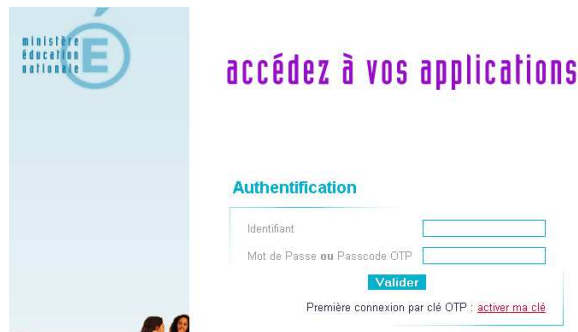 ministère
éducation
nationale
É
accédez à vos applications
Authentification
Identifiant
Mot de Passe ou Passcode OTP
Valider
Première connexion par clé OTP : activer ma clé